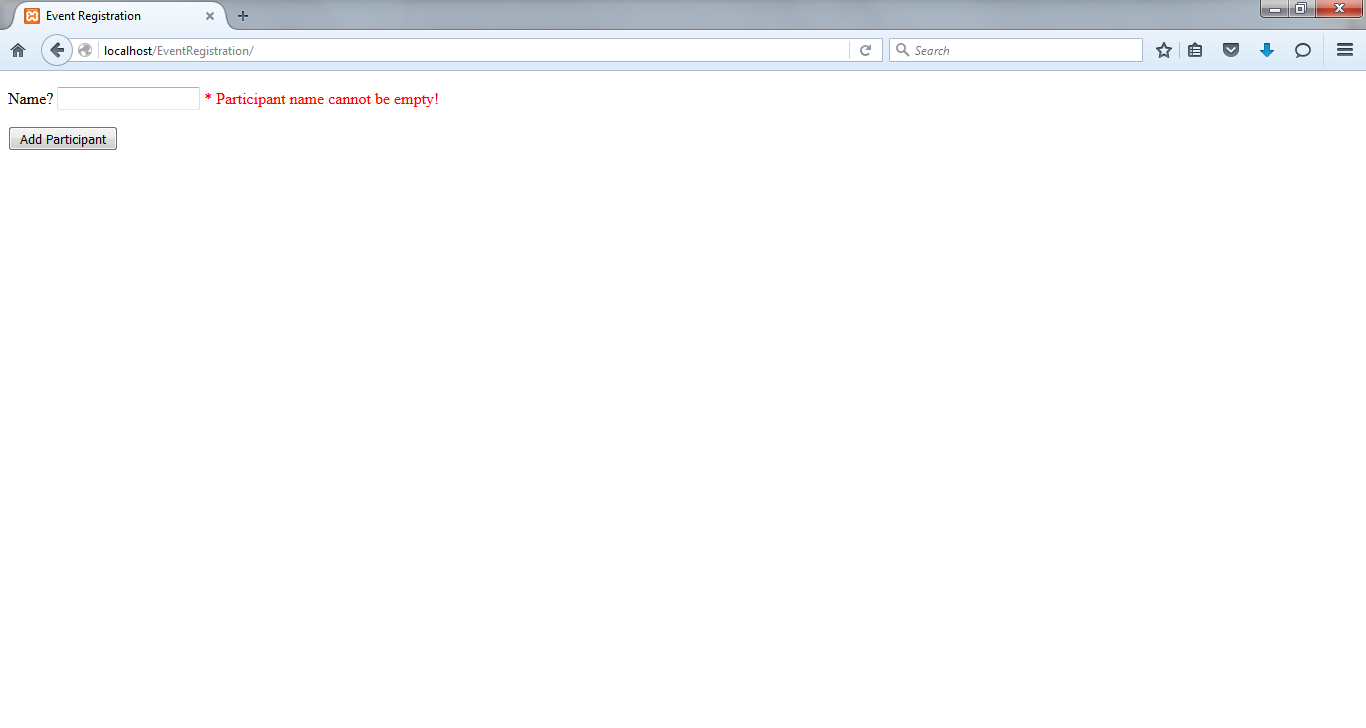 Event Registration
localhost/EventRegistration/
Search
Name? * Participant name cannot be empty!
Add Participant